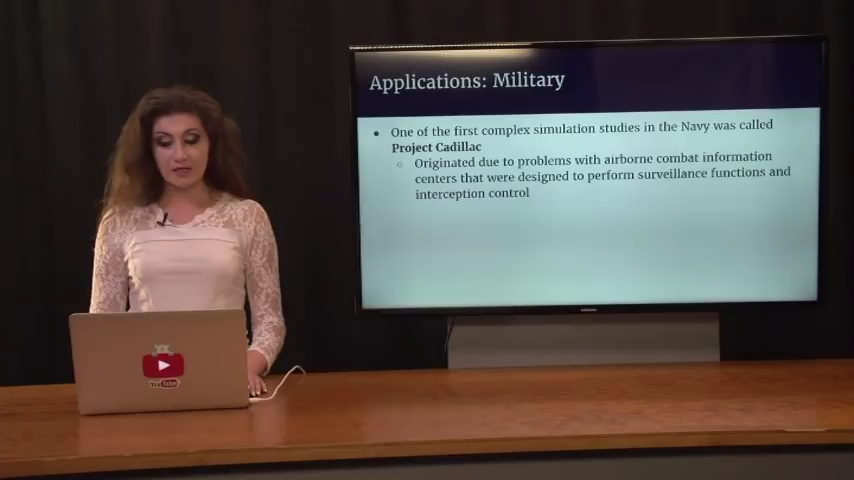 Applications: Military
● One of the first complex simulation studies in the Navy was called
Project Cadillac
○ Originated due to problems with airborne combat information
centers that were designed to perform surveillance functions and
interception control
YouTube